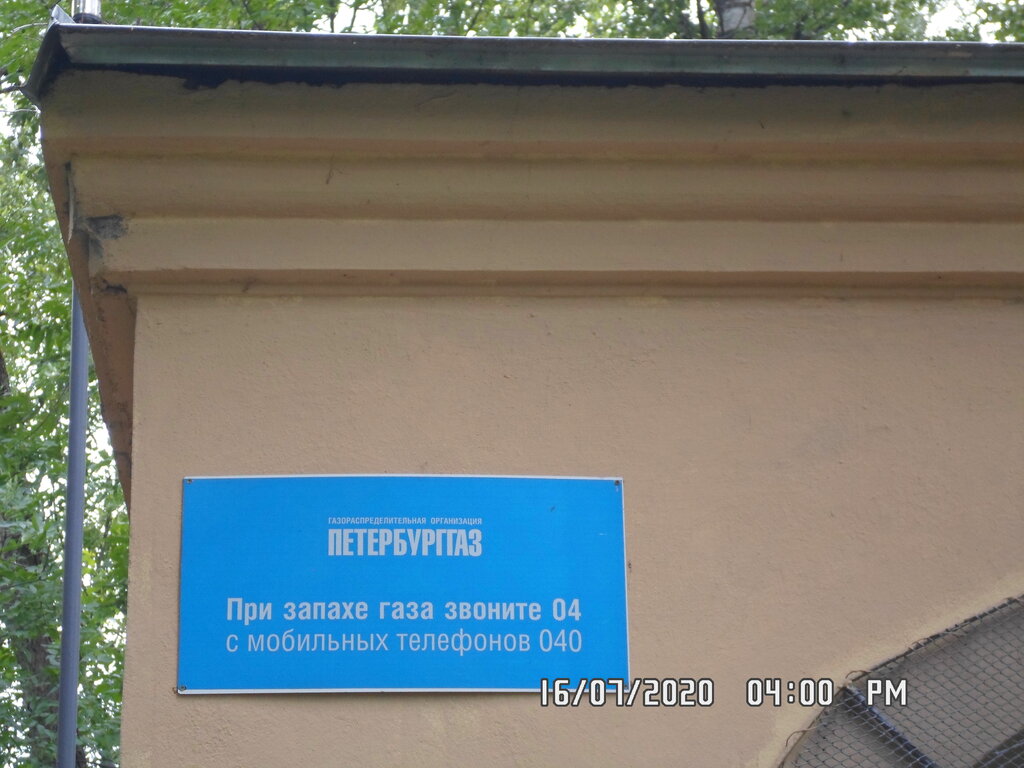 ГАЗОРАСПРЕДЕЛИТЕЛЬНАЯ ОРГАНИЗАЦИЯ
ПЕТЕРБУРГГАЗ
При запахе газа звоните 04
с мобильных телефонов 040
16/07/2020 04:00 PM